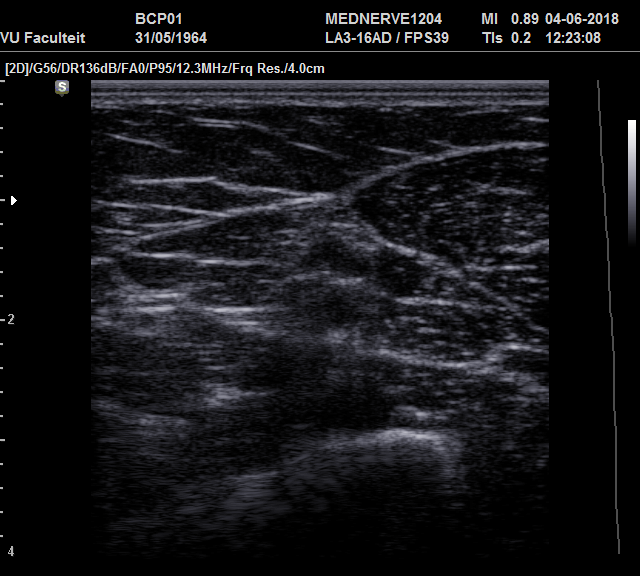 BCP01 MEDNERVE1204 MI 0.89 04-06-2018
VU Faculteit 31/05/1964 LA3-16AD / FPS39 TIs 0.2 12:23:08
[2D]/G56/DR136dB/FA0/P95/12.3MHz/Frq Res./4.0cm
S
2
4